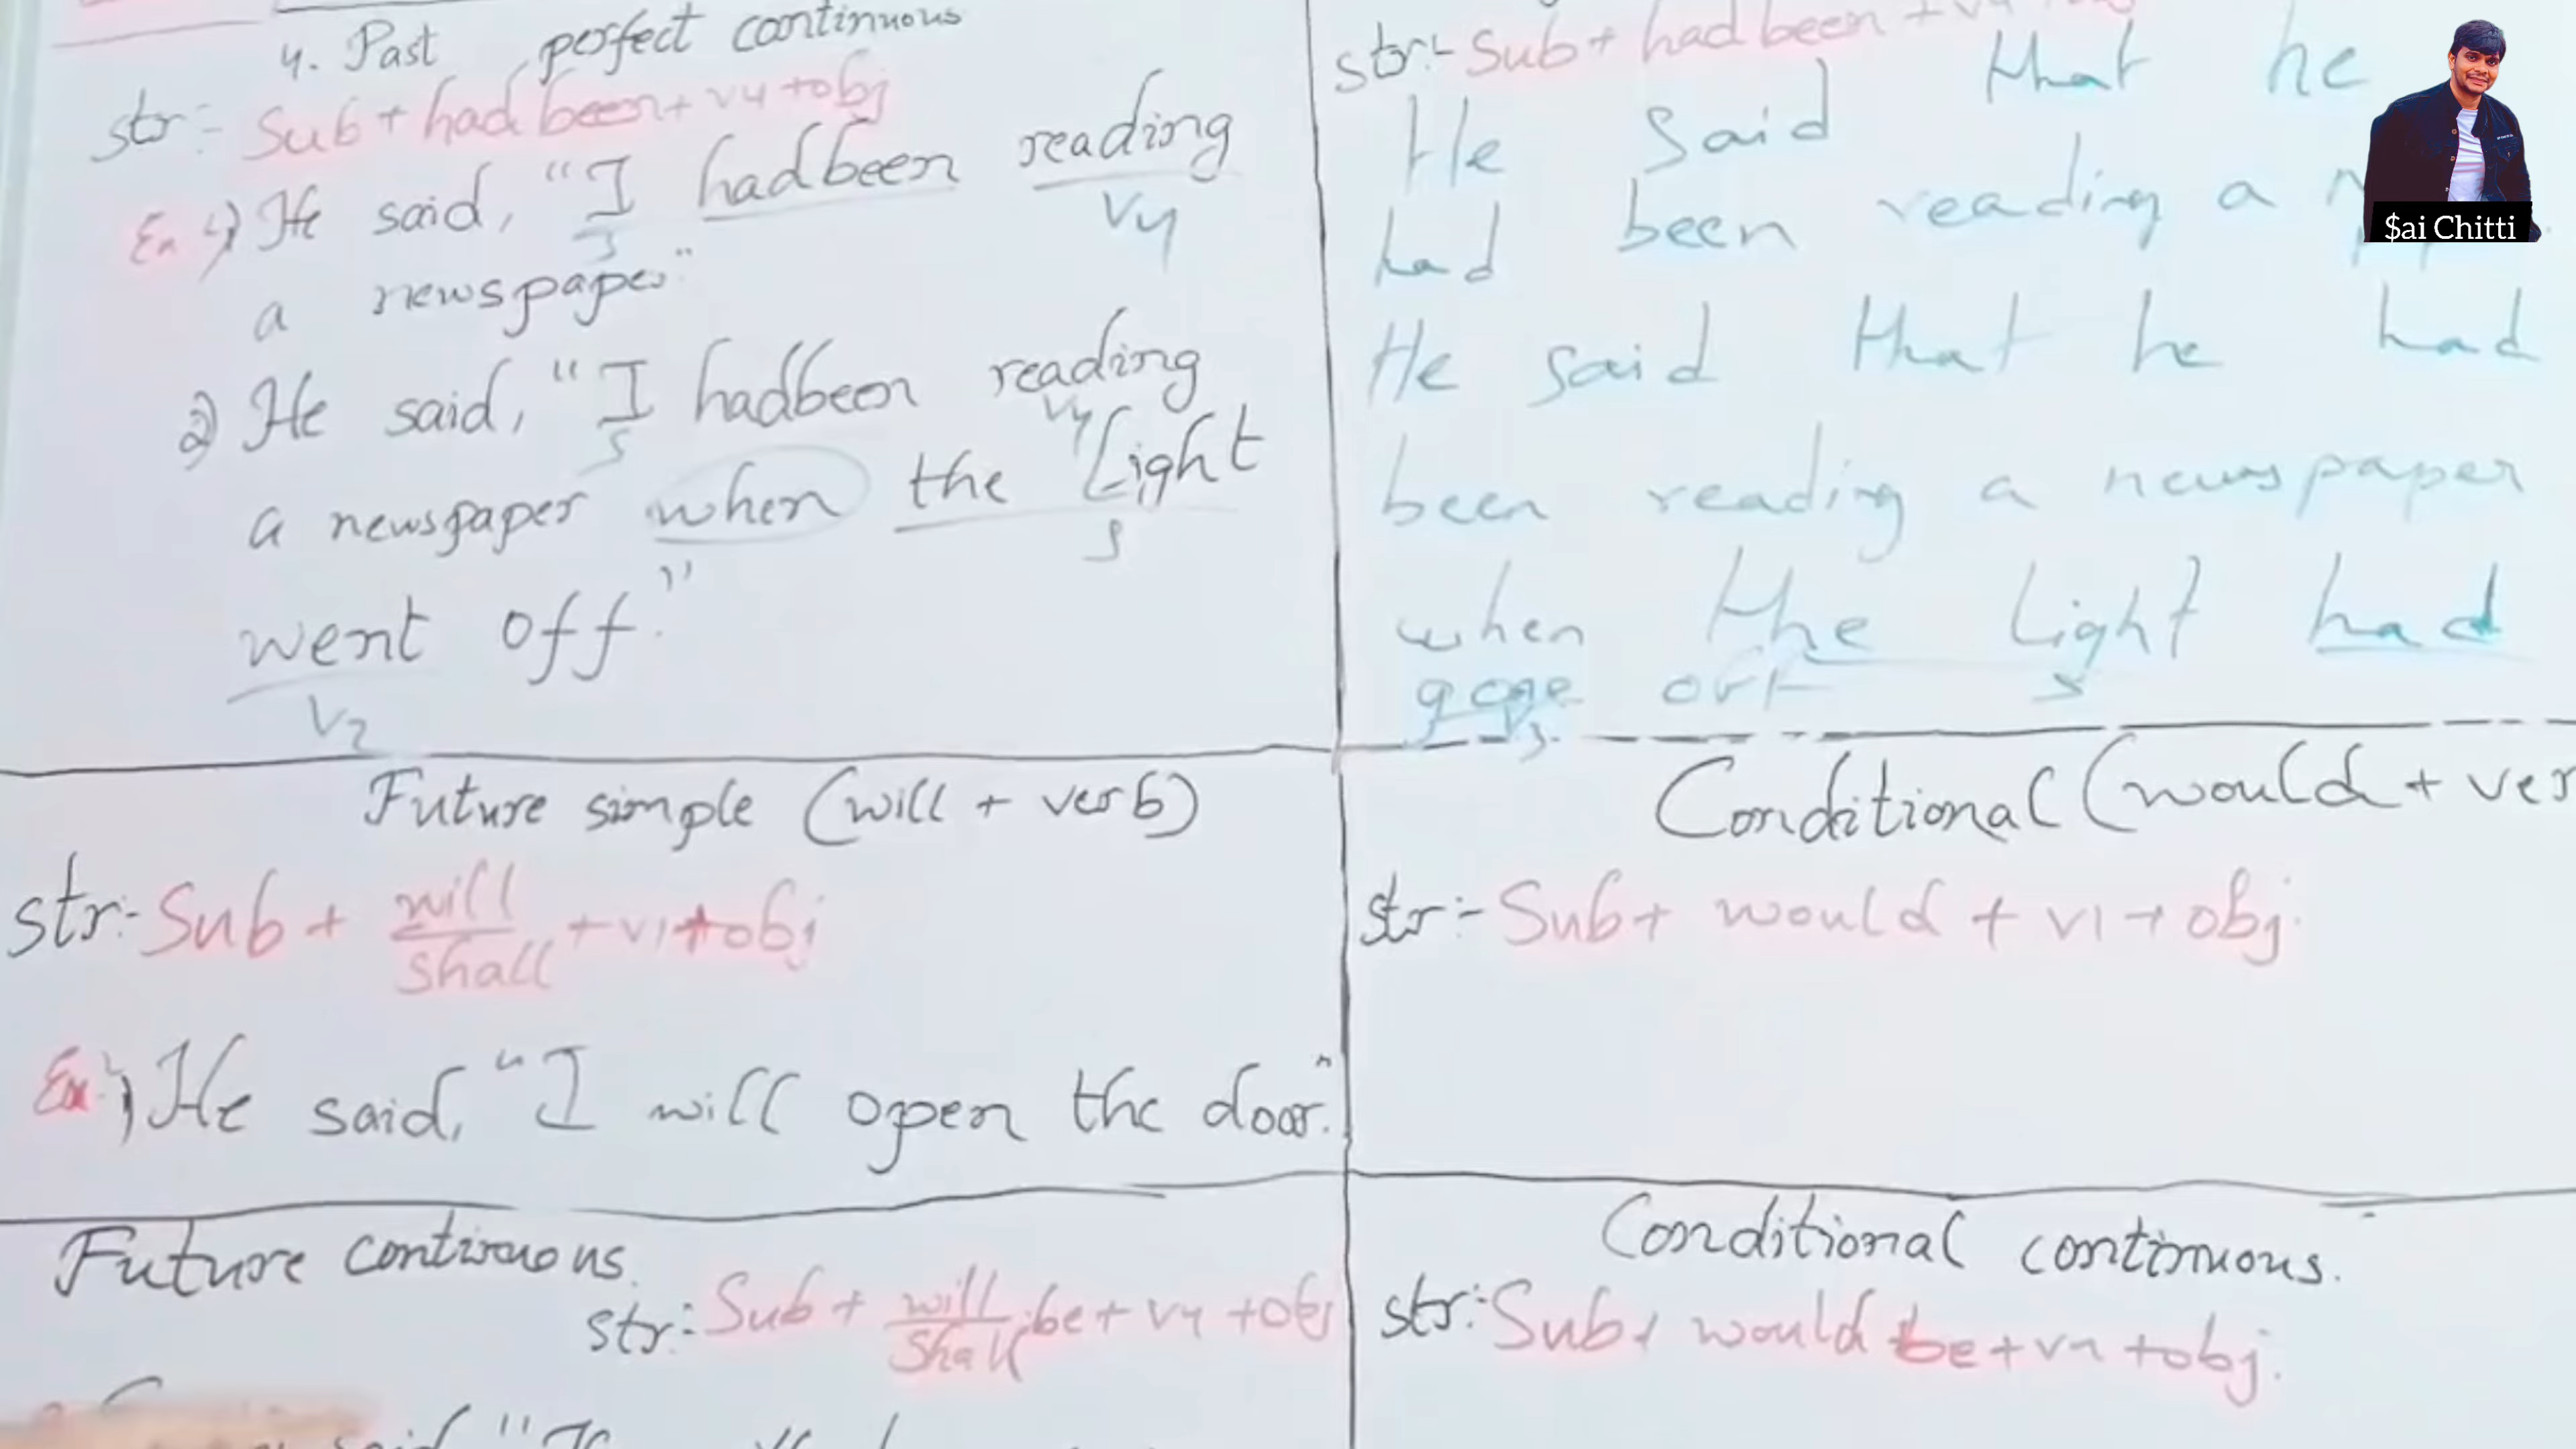 4. Past perfect continuous
str:- Sub + had been + v4 + obj
Ex 1) He said, "I had been reading
S
V4
a newspaper"
2) He said, "I had been reading
S
V4
a newspaper when the Light
S
went off."
V2
str:- Sub + had been +
He said that he
had been reading a
He said that he had
been reading a newspaper
when the Light had
S
gone off
V3
Future simple (will + verb)
str:- Sub + will/shall + v1 + obj
Ex:- 1) He said, "I will open the door."
Conditional (would + ver
str:- Sub + would + v1 + obj.
Future continuous.
str:- Sub + will/shall be + v4 + obj
Conditional continuous.
str:- Sub + would be + v4 + obj.
$ai Chitti